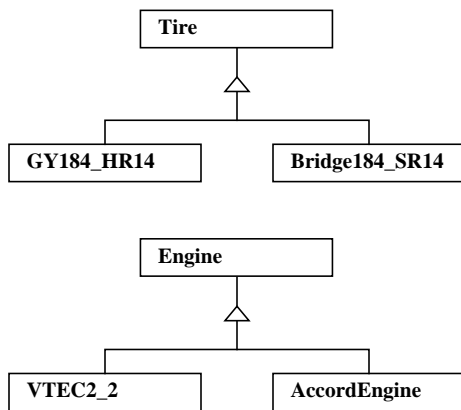 Tire
GY184_HR14
Bridge184_SR14
Engine
VTEC2_2
AccordEngine